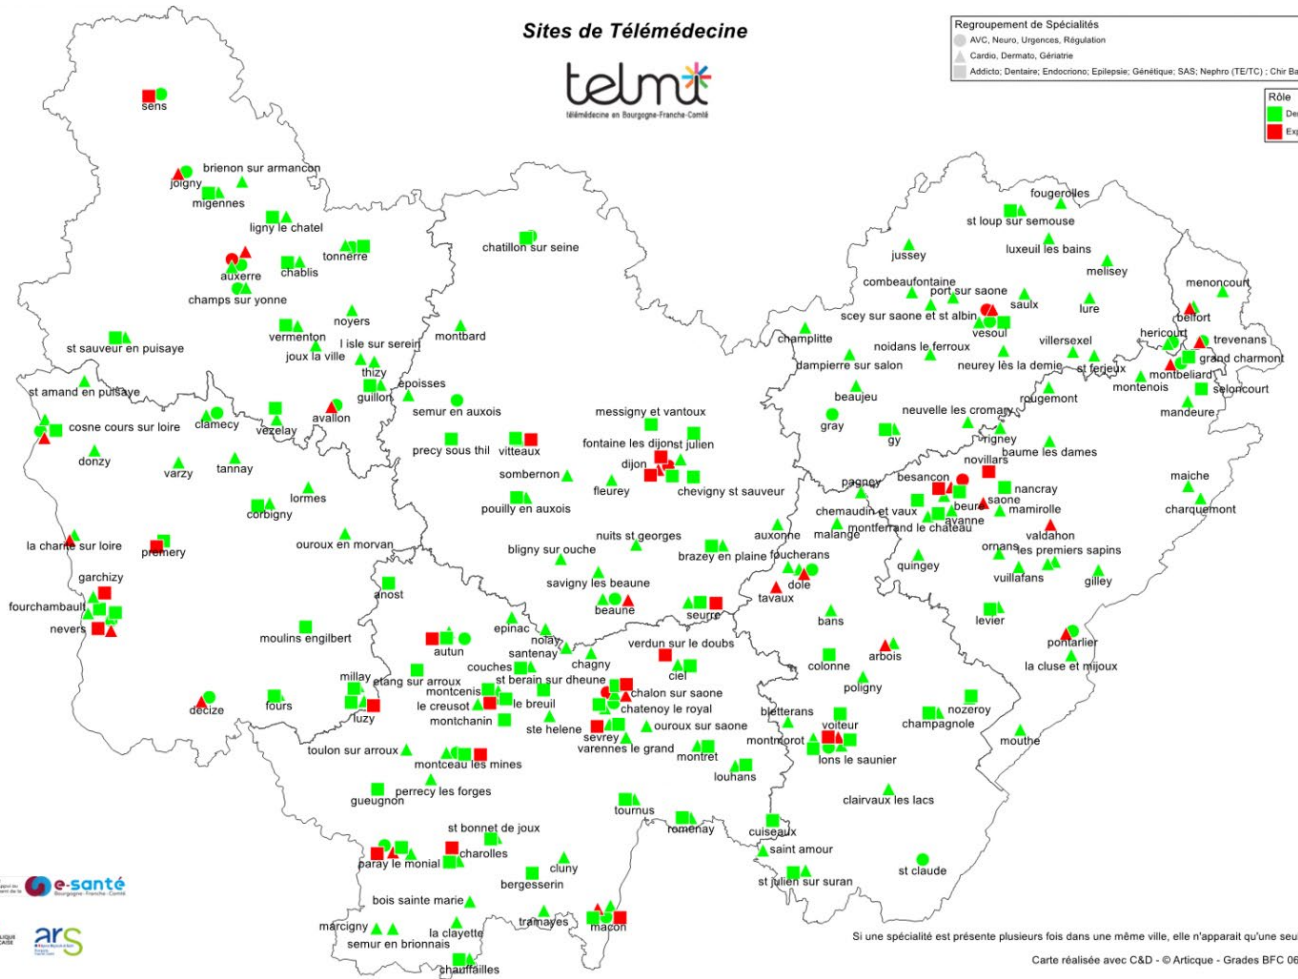 Sites de Télémédecine
telmi
télémédecine en Bourgogne-Franche-Comté
Regroupement de Spécialités
AVC, Neuro, Urgences, Régulation
Cardio, Dermato, Gériatrie
Addicto; Dentaire; Endocriono; Epilepsie; Génétique; SAS; Nephro (TE/TC) ; Chir Ba
Rôle
De
Exp
sens
brienon sur armancon
joigny
migennes
ligny le chatel
tonnerre
auxerre
chablis
champs sur yonne
noyers
vermenton
st sauveur en puisaye
joux la ville
l isle sur serein
thizy
guillon
avallon
vezelay
chatillon sur seine
montbard
epoisses
semur en auxois
precy sous thil
vitteaux
messigny et vantoux
fontaine les dijon
st julien
dijon
sombernon
fleurey
chevigny st sauveur
pouilly en auxois
nuits st georges
bligny sur ouche
brazey en plaine
auxonne
savigny les beaune
beaune
seurre
nolay
santenay
st amand en puisaye
clamecy
cosne cours sur loire
donzy
varzy
tannay
lormes
corbigny
la charite sur loire
premery
ouroux en morvan
garchizy
fourchambault
nevers
moulins engilbert
millay
decize
fours
luzy
anost
epinac
autun
couches
chagny
verdun sur le doubs
ciel
etang sur arroux
st berain sur dheune
montcenis
le creusot
le breuil
montchanin
chalon sur saone
chatenoy le royal
ste helene
sevrey
ouroux sur saone
varennes le grand
toulon sur arroux
montceau les mines
montret
louhans
perrecy les forges
gueugnon
tournus
romenay
cuiseaux
st bonnet de joux
paray le monial
charolles
cluny
bergesserin
bois sainte marie
tramayes
macon
marcigny
semur en brionnais
la clayette
chauffailles
fougerolles
st loup sur semouse
jussey
luxeuil les bains
melisey
combeaufontaine
port sur saone
saulx
lure
scey sur saone et st albin
vesoul
champlitte
noidans le ferroux
villersexel
dampierre sur salon
neurey lès la demie
st ferjeux
beaujeu
gray
gy
neuvelle les cromary
menoncourt
belfort
hericourt
trevenans
grand charmont
montbeliard
montenois
seloncourt
mandeure
rougemont
rigney
baume les dames
novillars
besancon
pagney
nancray
chemaudin et vaux
beure
saone
montferrand le chateau
avanne
mamirolle
malange
maiche
charquemont
valdahon
foucherans
dole
tavaux
quingey
ornans
les premiers sapins
vuillafans
gilley
bans
levier
pontarlier
la cluse et mijoux
arbois
colonne
poligny
nozeroy
champagnole
bletterans
voiteur
montmorot
lons le saunier
mouthe
clairvaux les lacs
saint amour
st julien sur suran
st claude
e-santé
Bourgogne - Franche - Comté
ars
Si une spécialité est présente plusieurs fois dans une même ville, elle n'apparait qu'une seu
Carte réalisée avec C&D - © Articque - Grades BFC 06